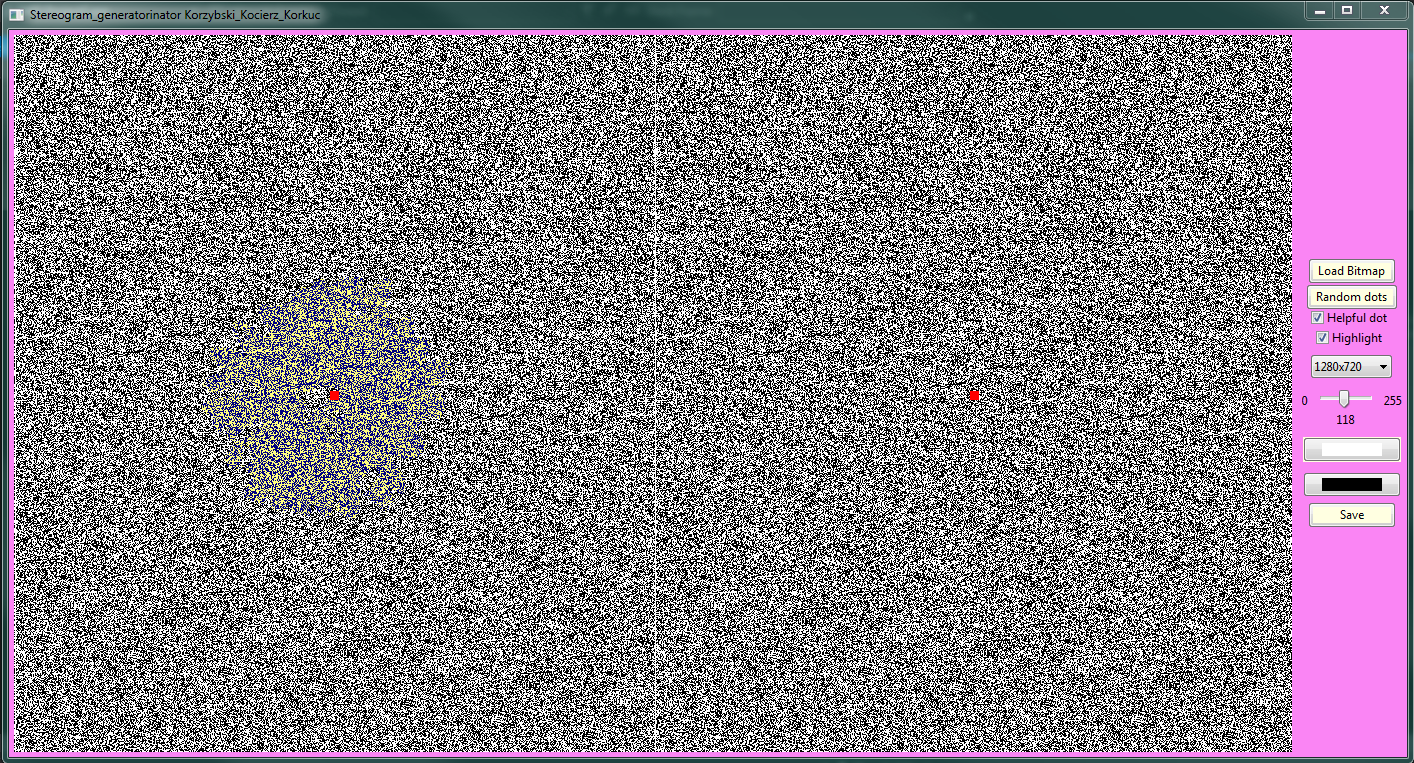 Stereogram_generatorinator Korzybski_Kocierz_Korkuc
Load Bitmap
Random dots
Helpful dot
Highlight
1280x720
0 255
118
Save